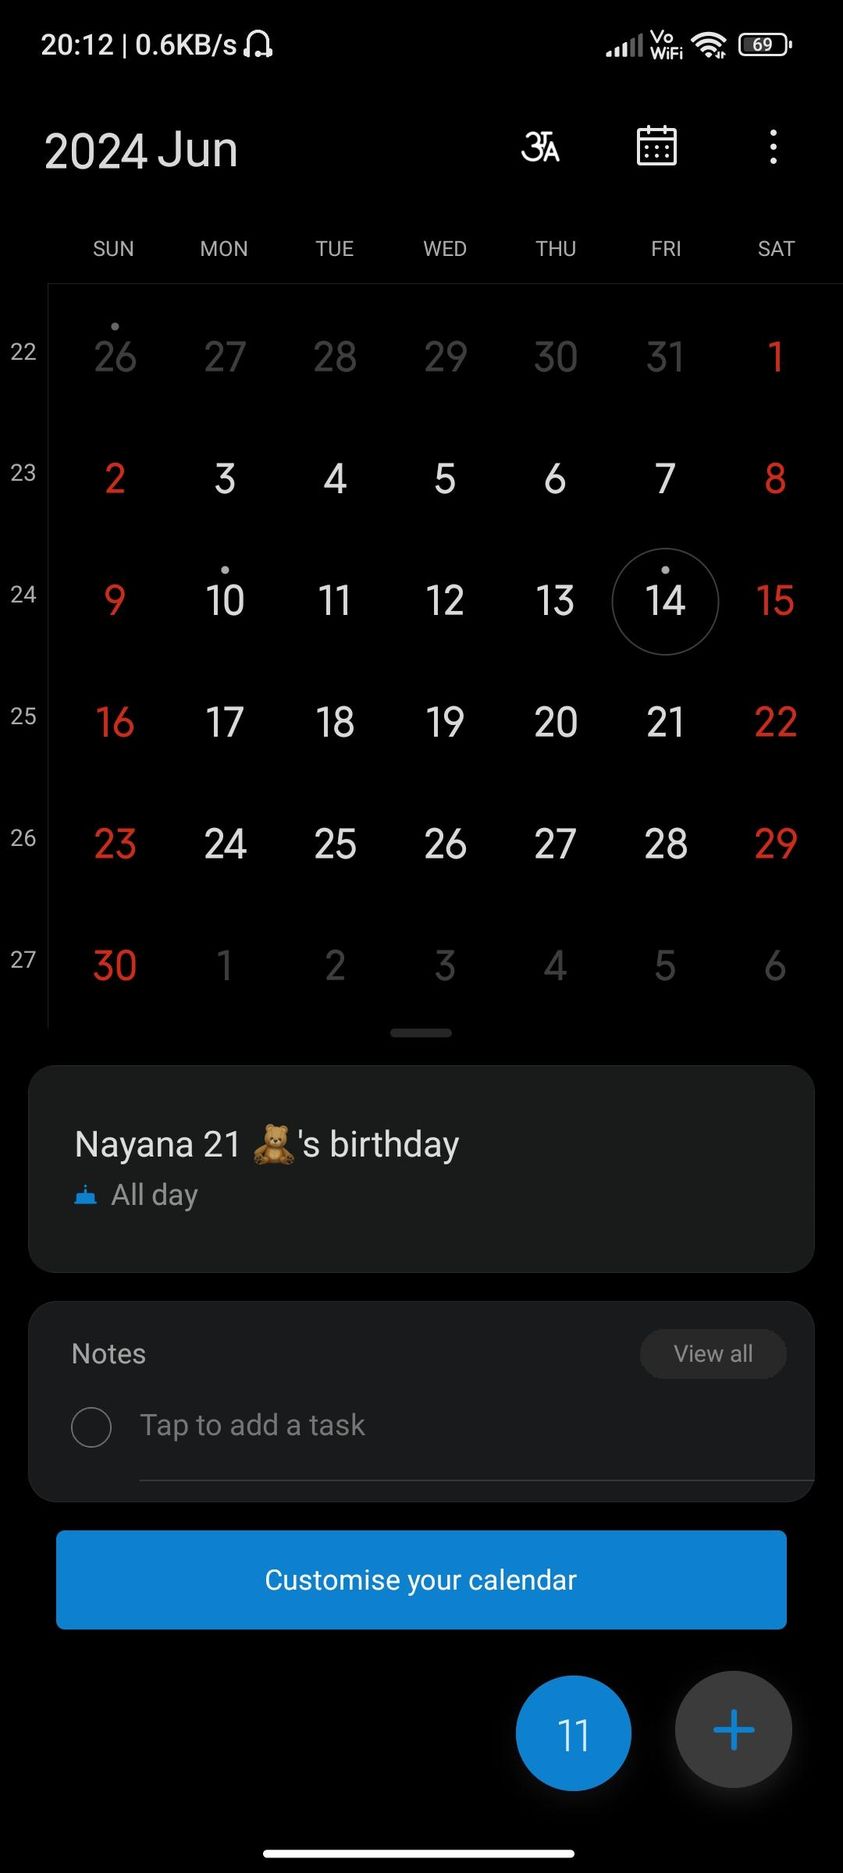 20:12 | 0.6KB/s Vo WiFi 69
2024 Jun अA
SUN MON TUE WED THU FRI SAT
22 26 27 28 29 30 31 1
23 2 3 4 5 6 7 8
24 9 10 11 12 13 14 15
25 16 17 18 19 20 21 22
26 23 24 25 26 27 28 29
27 30 1 2 3 4 5 6
Nayana 21 🧸's birthday
All day
Notes View all
Tap to add a task
Customise your calendar
11